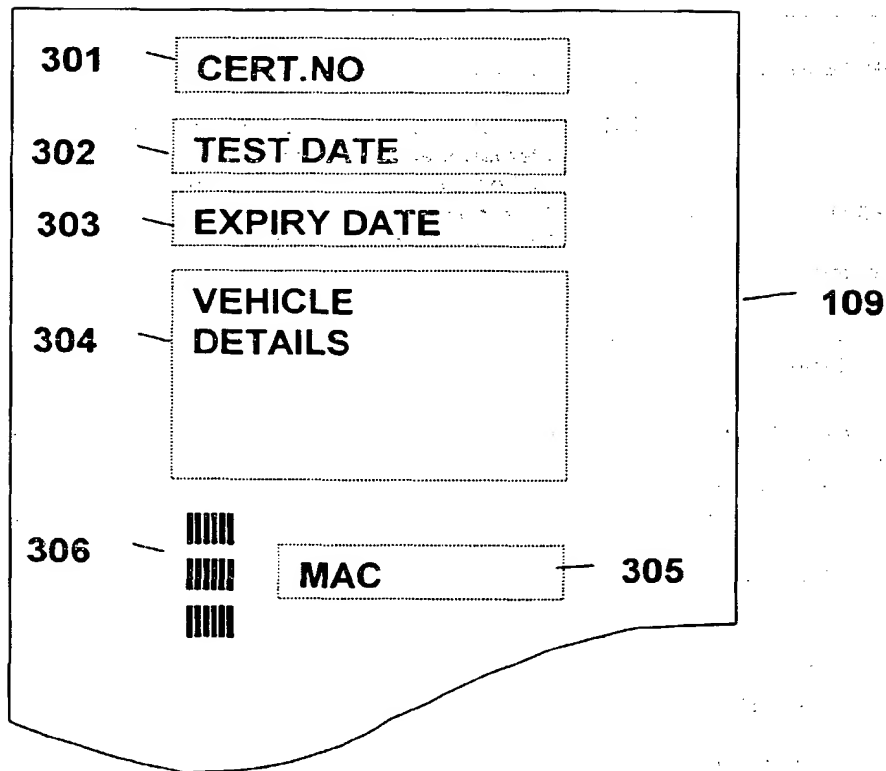 301 CERT.NO
302 TEST DATE
303 EXPIRY DATE
304 VEHICLE
DETAILS
109
306 MAC 305